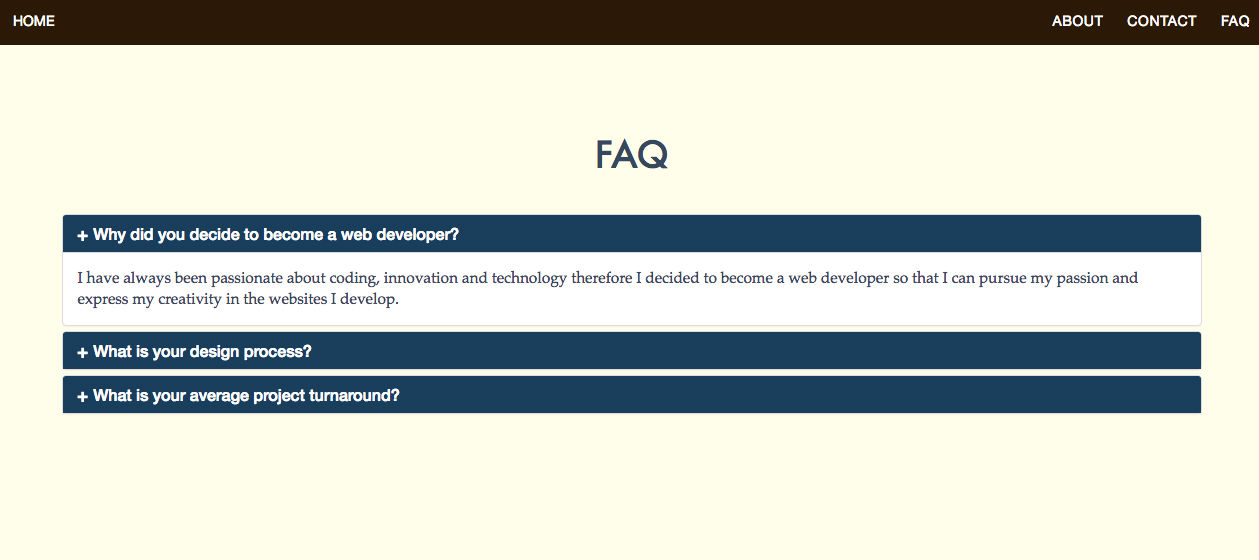 HOME ABOUT CONTACT FAQ
FAQ
+ Why did you decide to become a web developer?
I have always been passionate about coding, innovation and technology therefore I decided to become a web developer so that I can pursue my passion and
express my creativity in the websites I develop.
+ What is your design process?
+ What is your average project turnaround?